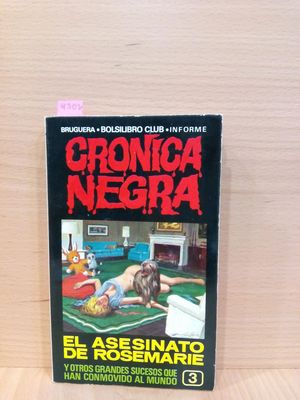 BRUGUERA • BOLSILIBRO CLUB • INFORME
CRONICA
NEGRA
EL ASESINATO
DE ROSEMARIE
Y OTROS GRANDES SUCESOS QUE
HAN CONMOVIDO AL MUNDO
3